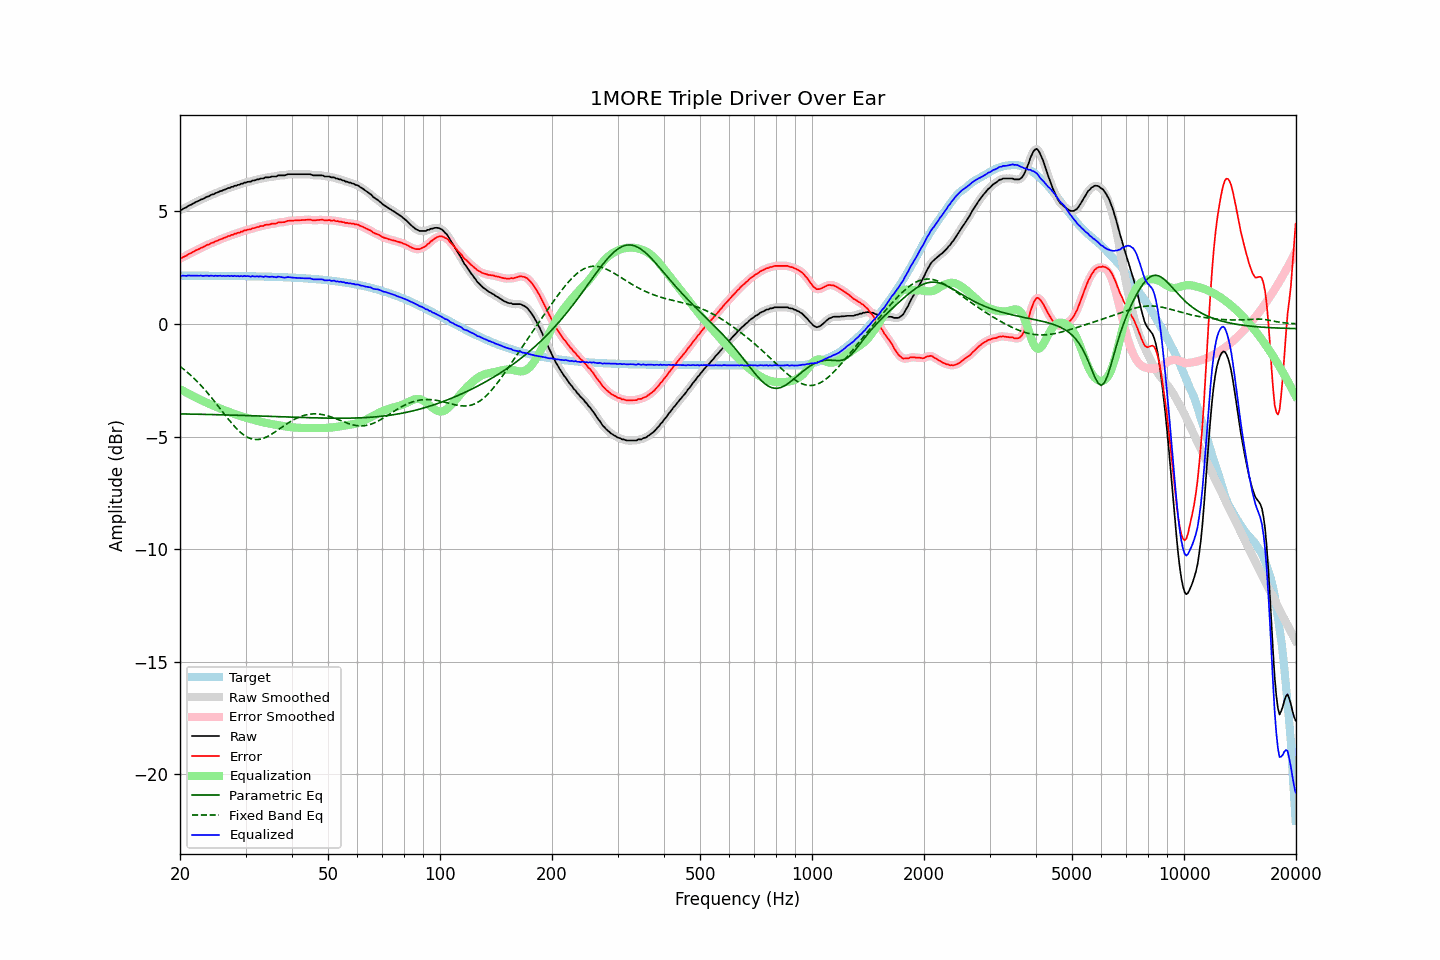 1MORE Triple Driver Over Ear
Amplitude (dBr)
5
0
−5
−10
−15
−20
Target
Raw Smoothed
Error Smoothed
Raw
Error
Equalization
Parametric Eq
Fixed Band Eq
Equalized
20 50 100 200 500 1000 2000 5000 10000 20000
Frequency (Hz)